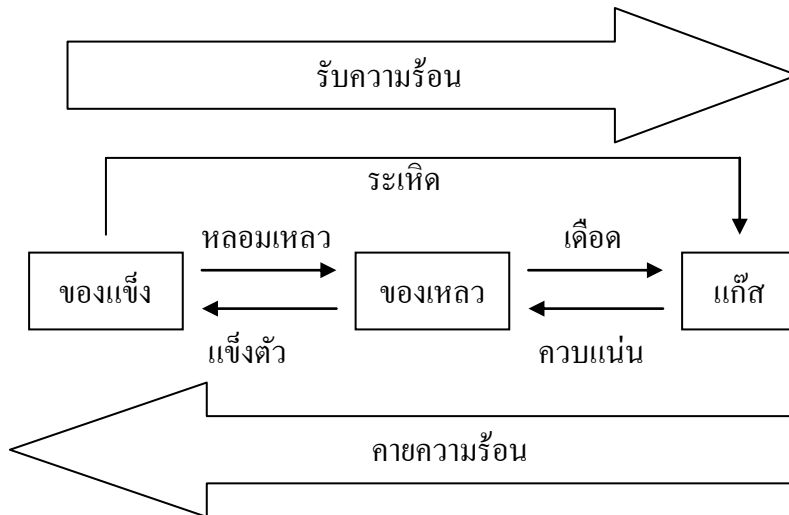 รับความร้อน
ระเหิด
หลอมเหลว
เดือด
ของแข็ง
ของเหลว
แก๊ส
แข็งตัว
ควบแน่น
คายความร้อน